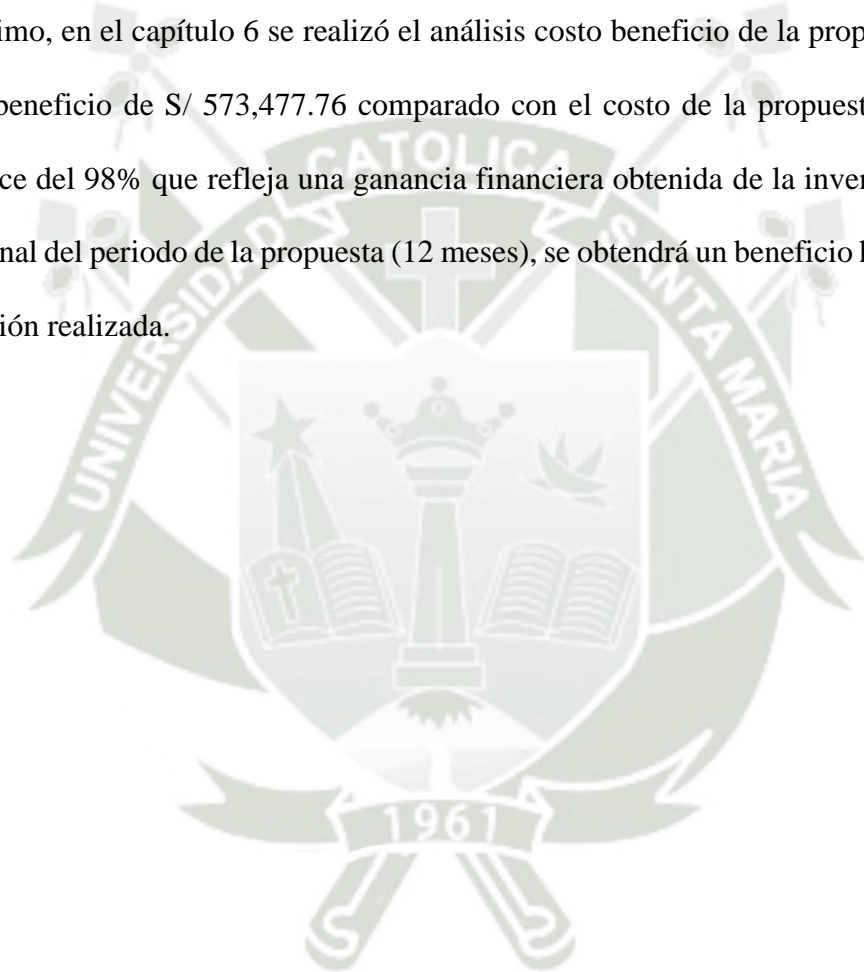 imo, en el capítulo 6 se realizó el análisis costo beneficio de la prop
beneficio de S/ 573,477.76 comparado con el costo de la propuest
ce del 98% que refleja una ganancia financiera obtenida de la inver
nal del periodo de la propuesta (12 meses), se obtendrá un beneficio
ión realizada.
UNIVERSIDAD CATOLICA SANTA MARIA
1961